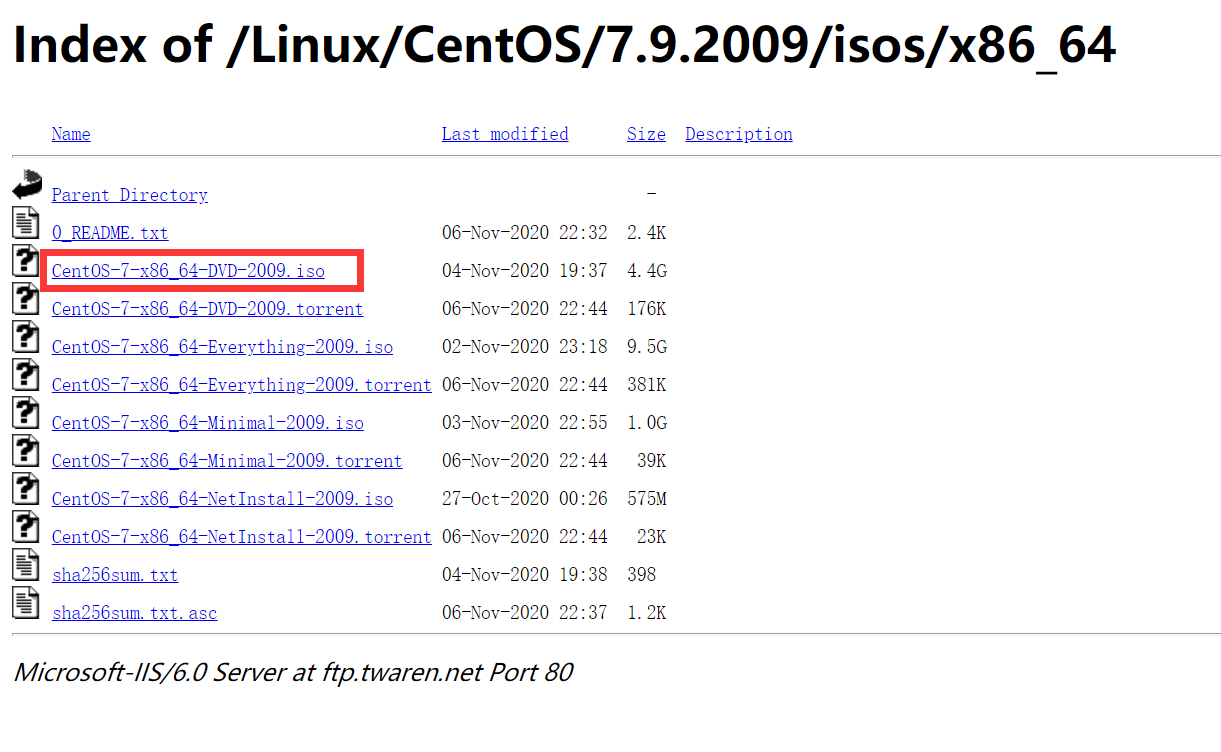 Index of /Linux/CentOS/7.9.2009/isos/x86_64
Name Last modified Size Description
Parent Directory -
0_README.txt 06-Nov-2020 22:32 2.4K
CentOS-7-x86_64-DVD-2009.iso 04-Nov-2020 19:37 4.4G
CentOS-7-x86_64-DVD-2009.torrent 06-Nov-2020 22:44 176K
CentOS-7-x86_64-Everything-2009.iso 02-Nov-2020 23:18 9.5G
CentOS-7-x86_64-Everything-2009.torrent 06-Nov-2020 22:44 381K
CentOS-7-x86_64-Minimal-2009.iso 03-Nov-2020 22:55 1.0G
CentOS-7-x86_64-Minimal-2009.torrent 06-Nov-2020 22:44 39K
CentOS-7-x86_64-NetInstall-2009.iso 27-Oct-2020 00:26 575M
CentOS-7-x86_64-NetInstall-2009.torrent 06-Nov-2020 22:44 23K
sha256sum.txt 04-Nov-2020 19:38 398
sha256sum.txt.asc 06-Nov-2020 22:37 1.2K
Microsoft-IIS/6.0 Server at ftp.twaren.net Port 80